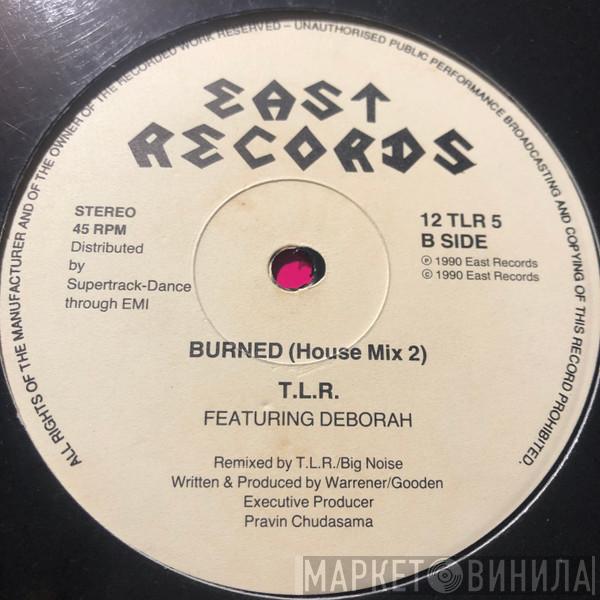 ALL RIGHTS OF THE MANUFACTURER AND OF THE OWNER OF THE RECORDED WORK RESERVED – UNAUTHORISED PUBLIC PERFORMANCE BROADCASTING AND COPYING OF THIS RECORD PROHIBITED.
EAST
RECORDS
STEREO
45 RPM
Distributed
by
Supertrack-Dance
through EMI
12 TLR 5
B SIDE
℗ 1990 East Records
© 1990 East Records
BURNED (House Mix 2)
T.L.R.
FEATURING DEBORAH
Remixed by T.L.R./Big Noise
Written & Produced by Warrener/Gooden
Executive Producer
Pravin Chudasama
МАРКЕТ ВИНИЛА